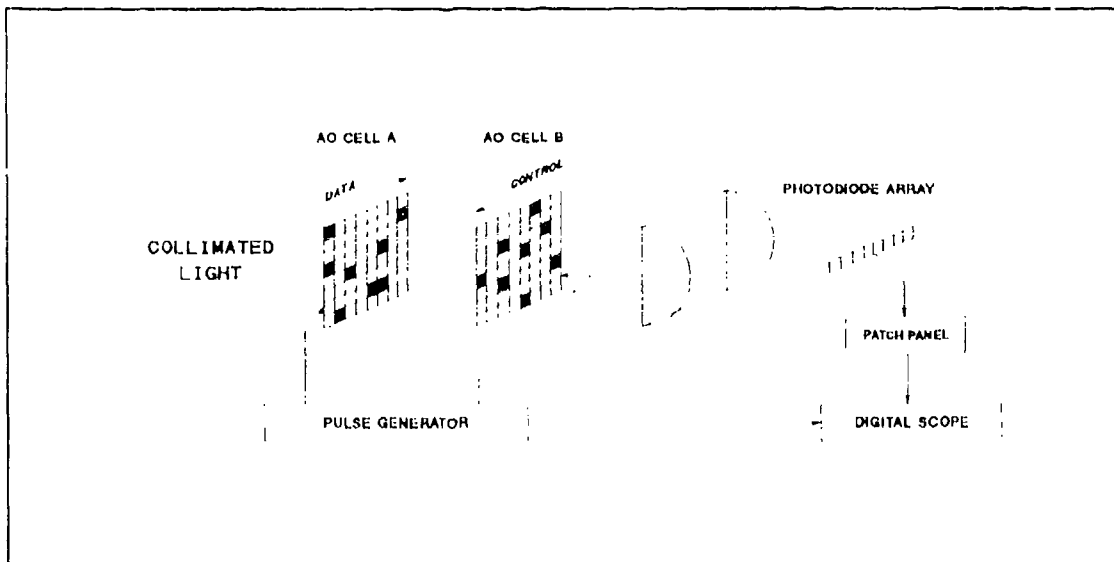 AO CELL A
AO CELL B
DATA
CONTROL
PHOTODIODE ARRAY
COLLIMATED
LIGHT
PATCH PANEL
PULSE GENERATOR
DIGITAL SCOPE